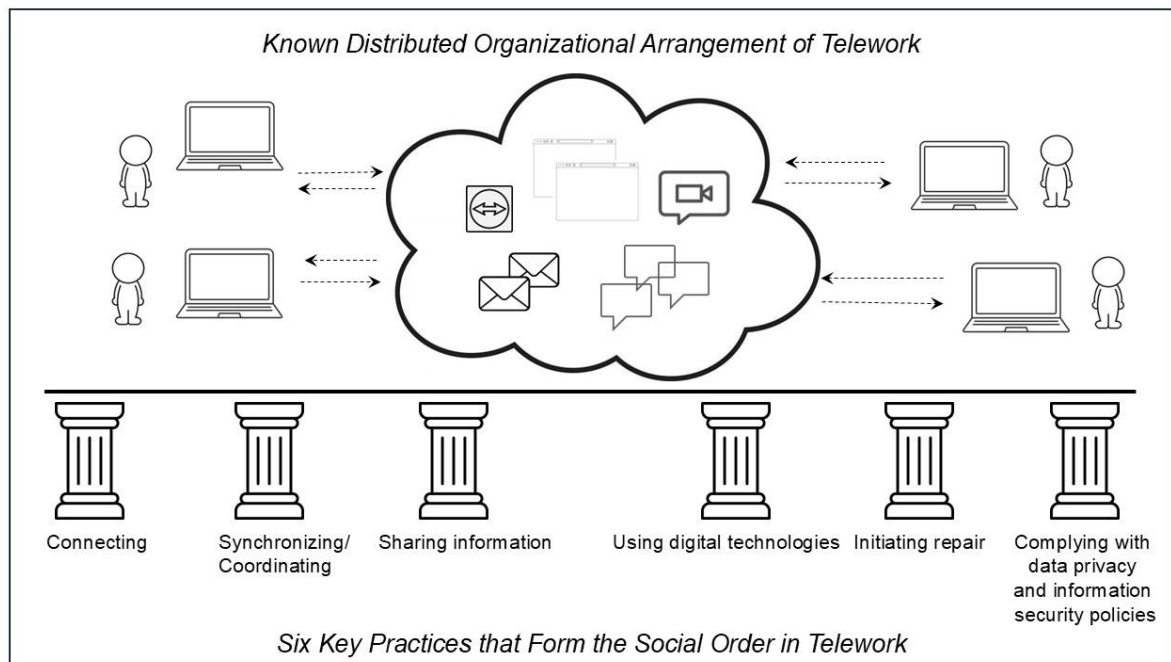 Known Distributed Organizational Arrangement of Telework
Connecting
Synchronizing/
Coordinating
Sharing information
Using digital technologies
Initiating repair
Complying with
data privacy
and information
security policies
Six Key Practices that Form the Social Order in Telework